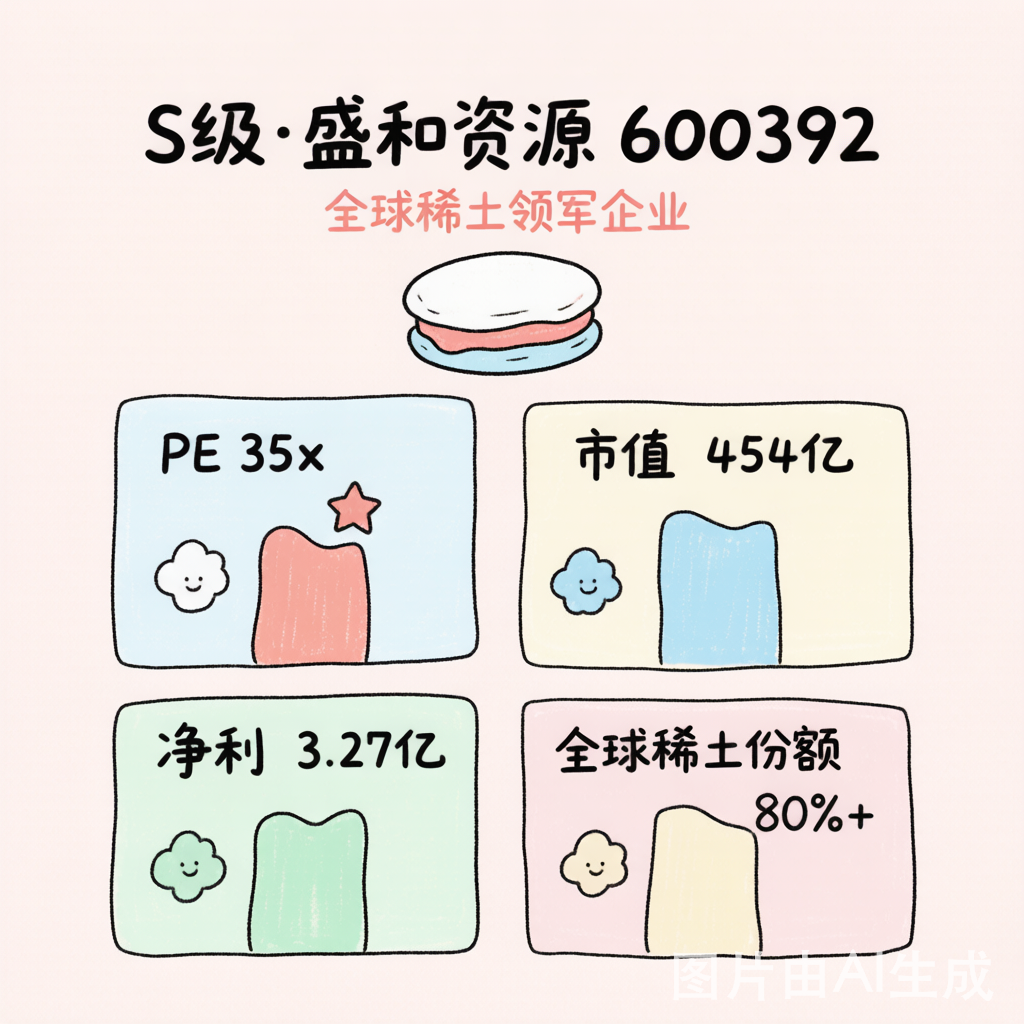 S级·盛和资源 600392
全球稀土领军企业
PE 35x
市值 454亿
净利 3.27亿
全球稀土份额
80%+
图片由AI生成